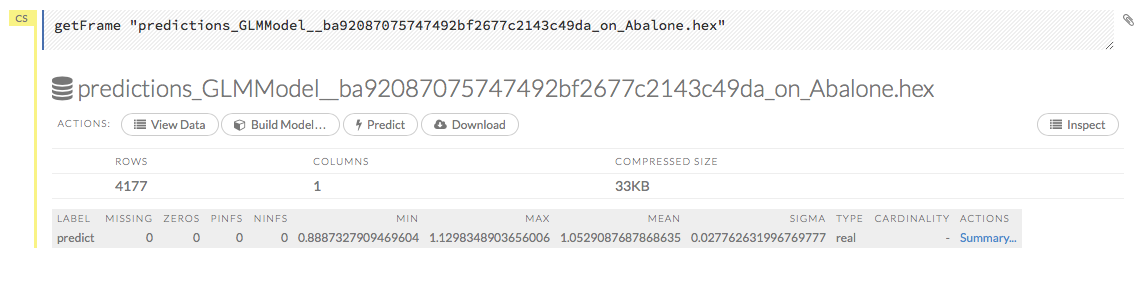 CS
getFrame "predictions_GLMModel__ba92087075747492bf2677c2143c49da_on_Abalone.hex"
predictions_GLMModel__ba92087075747492bf2677c2143c49da_on_Abalone.hex
ACTIONS: View Data Build Model... Predict Download Inspect
ROWS COLUMNS COMPRESSED SIZE
4177 1 33KB
LABEL MISSING ZEROS PINFS NINFS MIN MAX MEAN SIGMA TYPE CARDINALITY ACTIONS
predict 0 0 0 0 0.8887327909469604 1.1298348903656006 1.0529087687868635 0.027762631996769777 real - Summary...